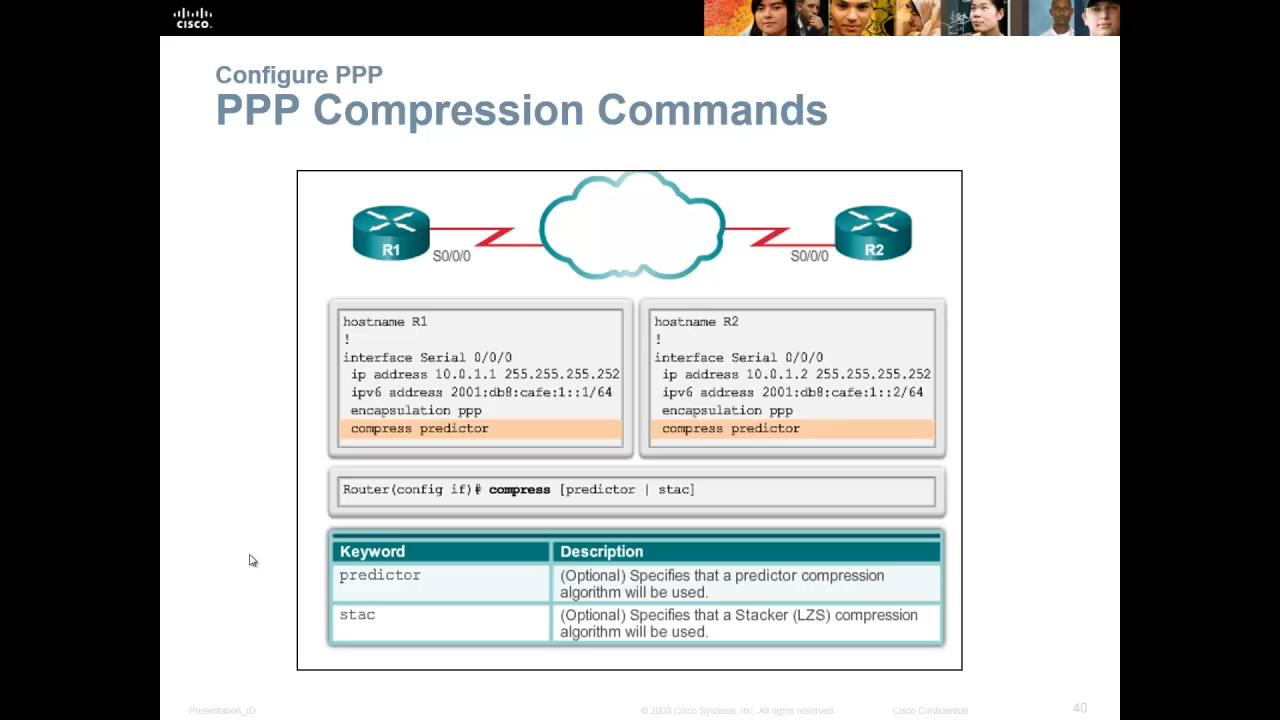 CISCO.
Configure PPP
PPP Compression Commands
R1
S0/0/0
S0/0/0
R2
hostname R1
!
interface Serial 0/0/0
ip address 10.0.1.1 255.255.255.252
ipv6 address 2001:db8:cafe:1::1/64
encapsulation ppp
compress predictor
hostname R2
!
interface Serial 0/0/0
ip address 10.0.1.2 255.255.255.252
ipv6 address 2001:db8:cafe:1::2/64
encapsulation ppp
compress predictor
Router(config if)# compress [predictor | stac]
Keyword Description
predictor (Optional) Specifies that a predictor compression
algorithm will be used.
stac (Optional) Specifies that a Stacker (LZS) compression
algorithm will be used.
Presentation_ID © 2008 Cisco Systems, Inc. All rights reserved. Cisco Confidential 40